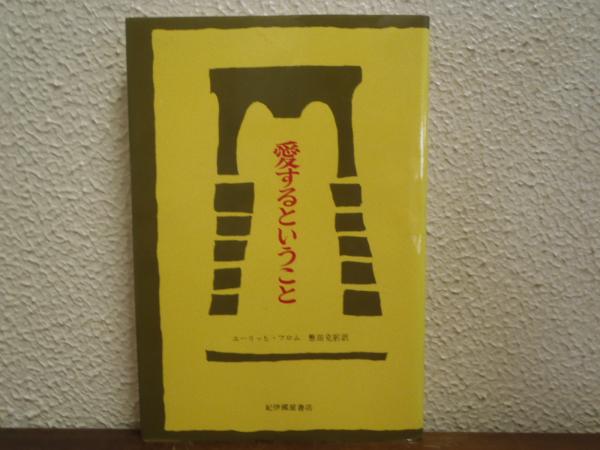 愛するということ
エーリッヒ・フロム 懸田克躬訳
紀伊國屋書店